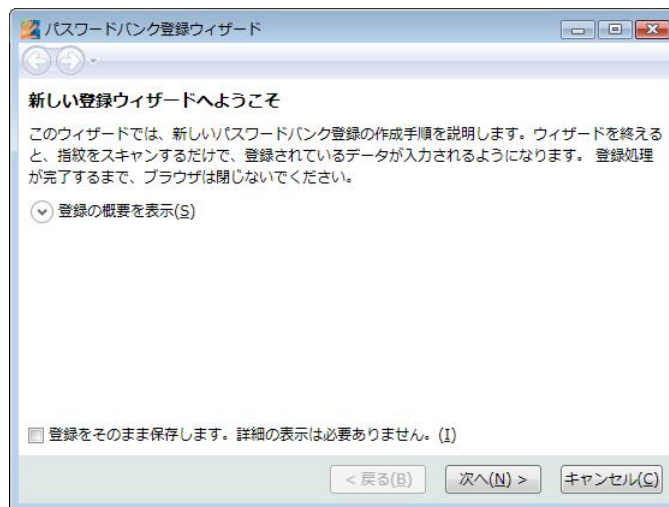 パスワードバンク登録ウィザード
新しい登録ウィザードへようこそ
このウィザードでは、新しいパスワードバンク登録の作成手順を説明します。ウィザードを終える
と、指紋をスキャンするだけで、登録されているデータが入力されるようになります。 登録処理
が完了するまで、ブラウザは閉じないでください。
登録の概要を表示(S)
登録をそのまま保存します。詳細の表示は必要ありません。(I)
< 戻る(B) 次へ(N) > キャンセル(C)